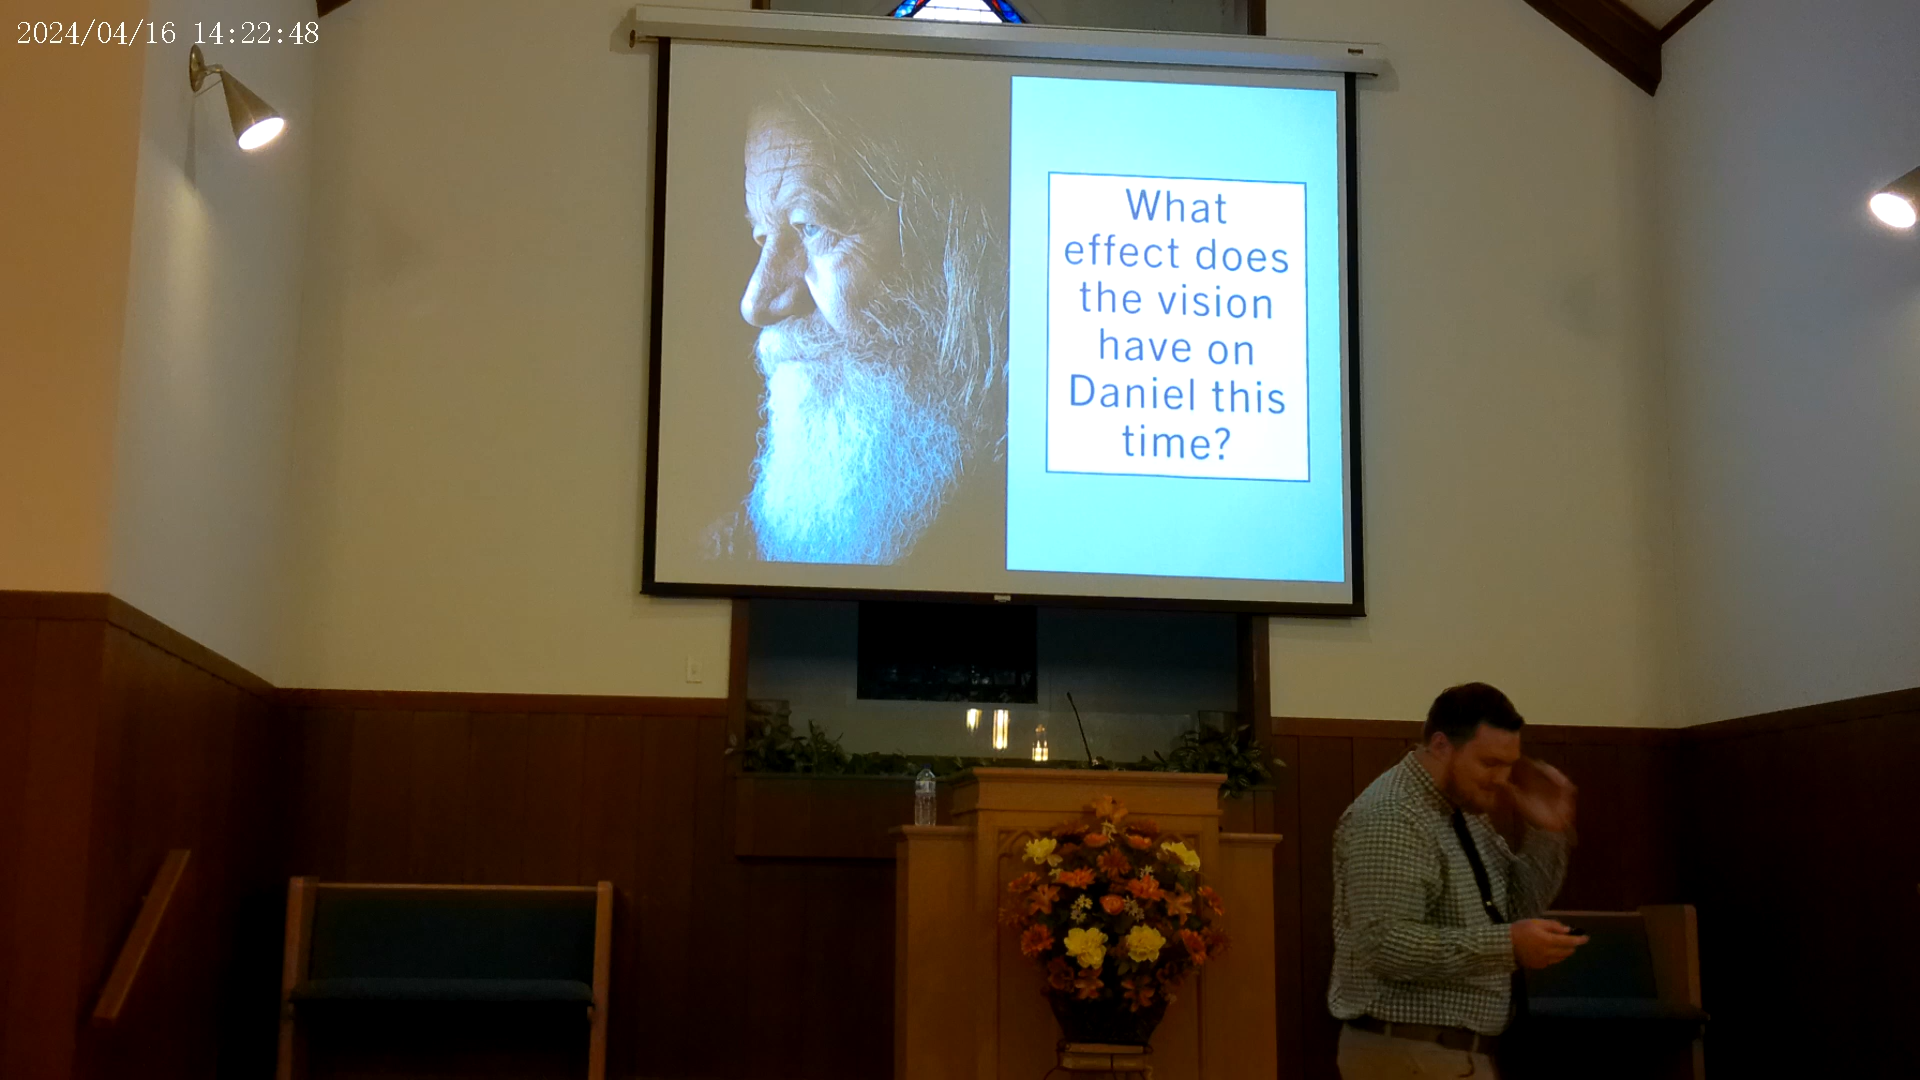 2024/04/16 14:22:48
What
effect does
the vision
have on
Daniel this
time?